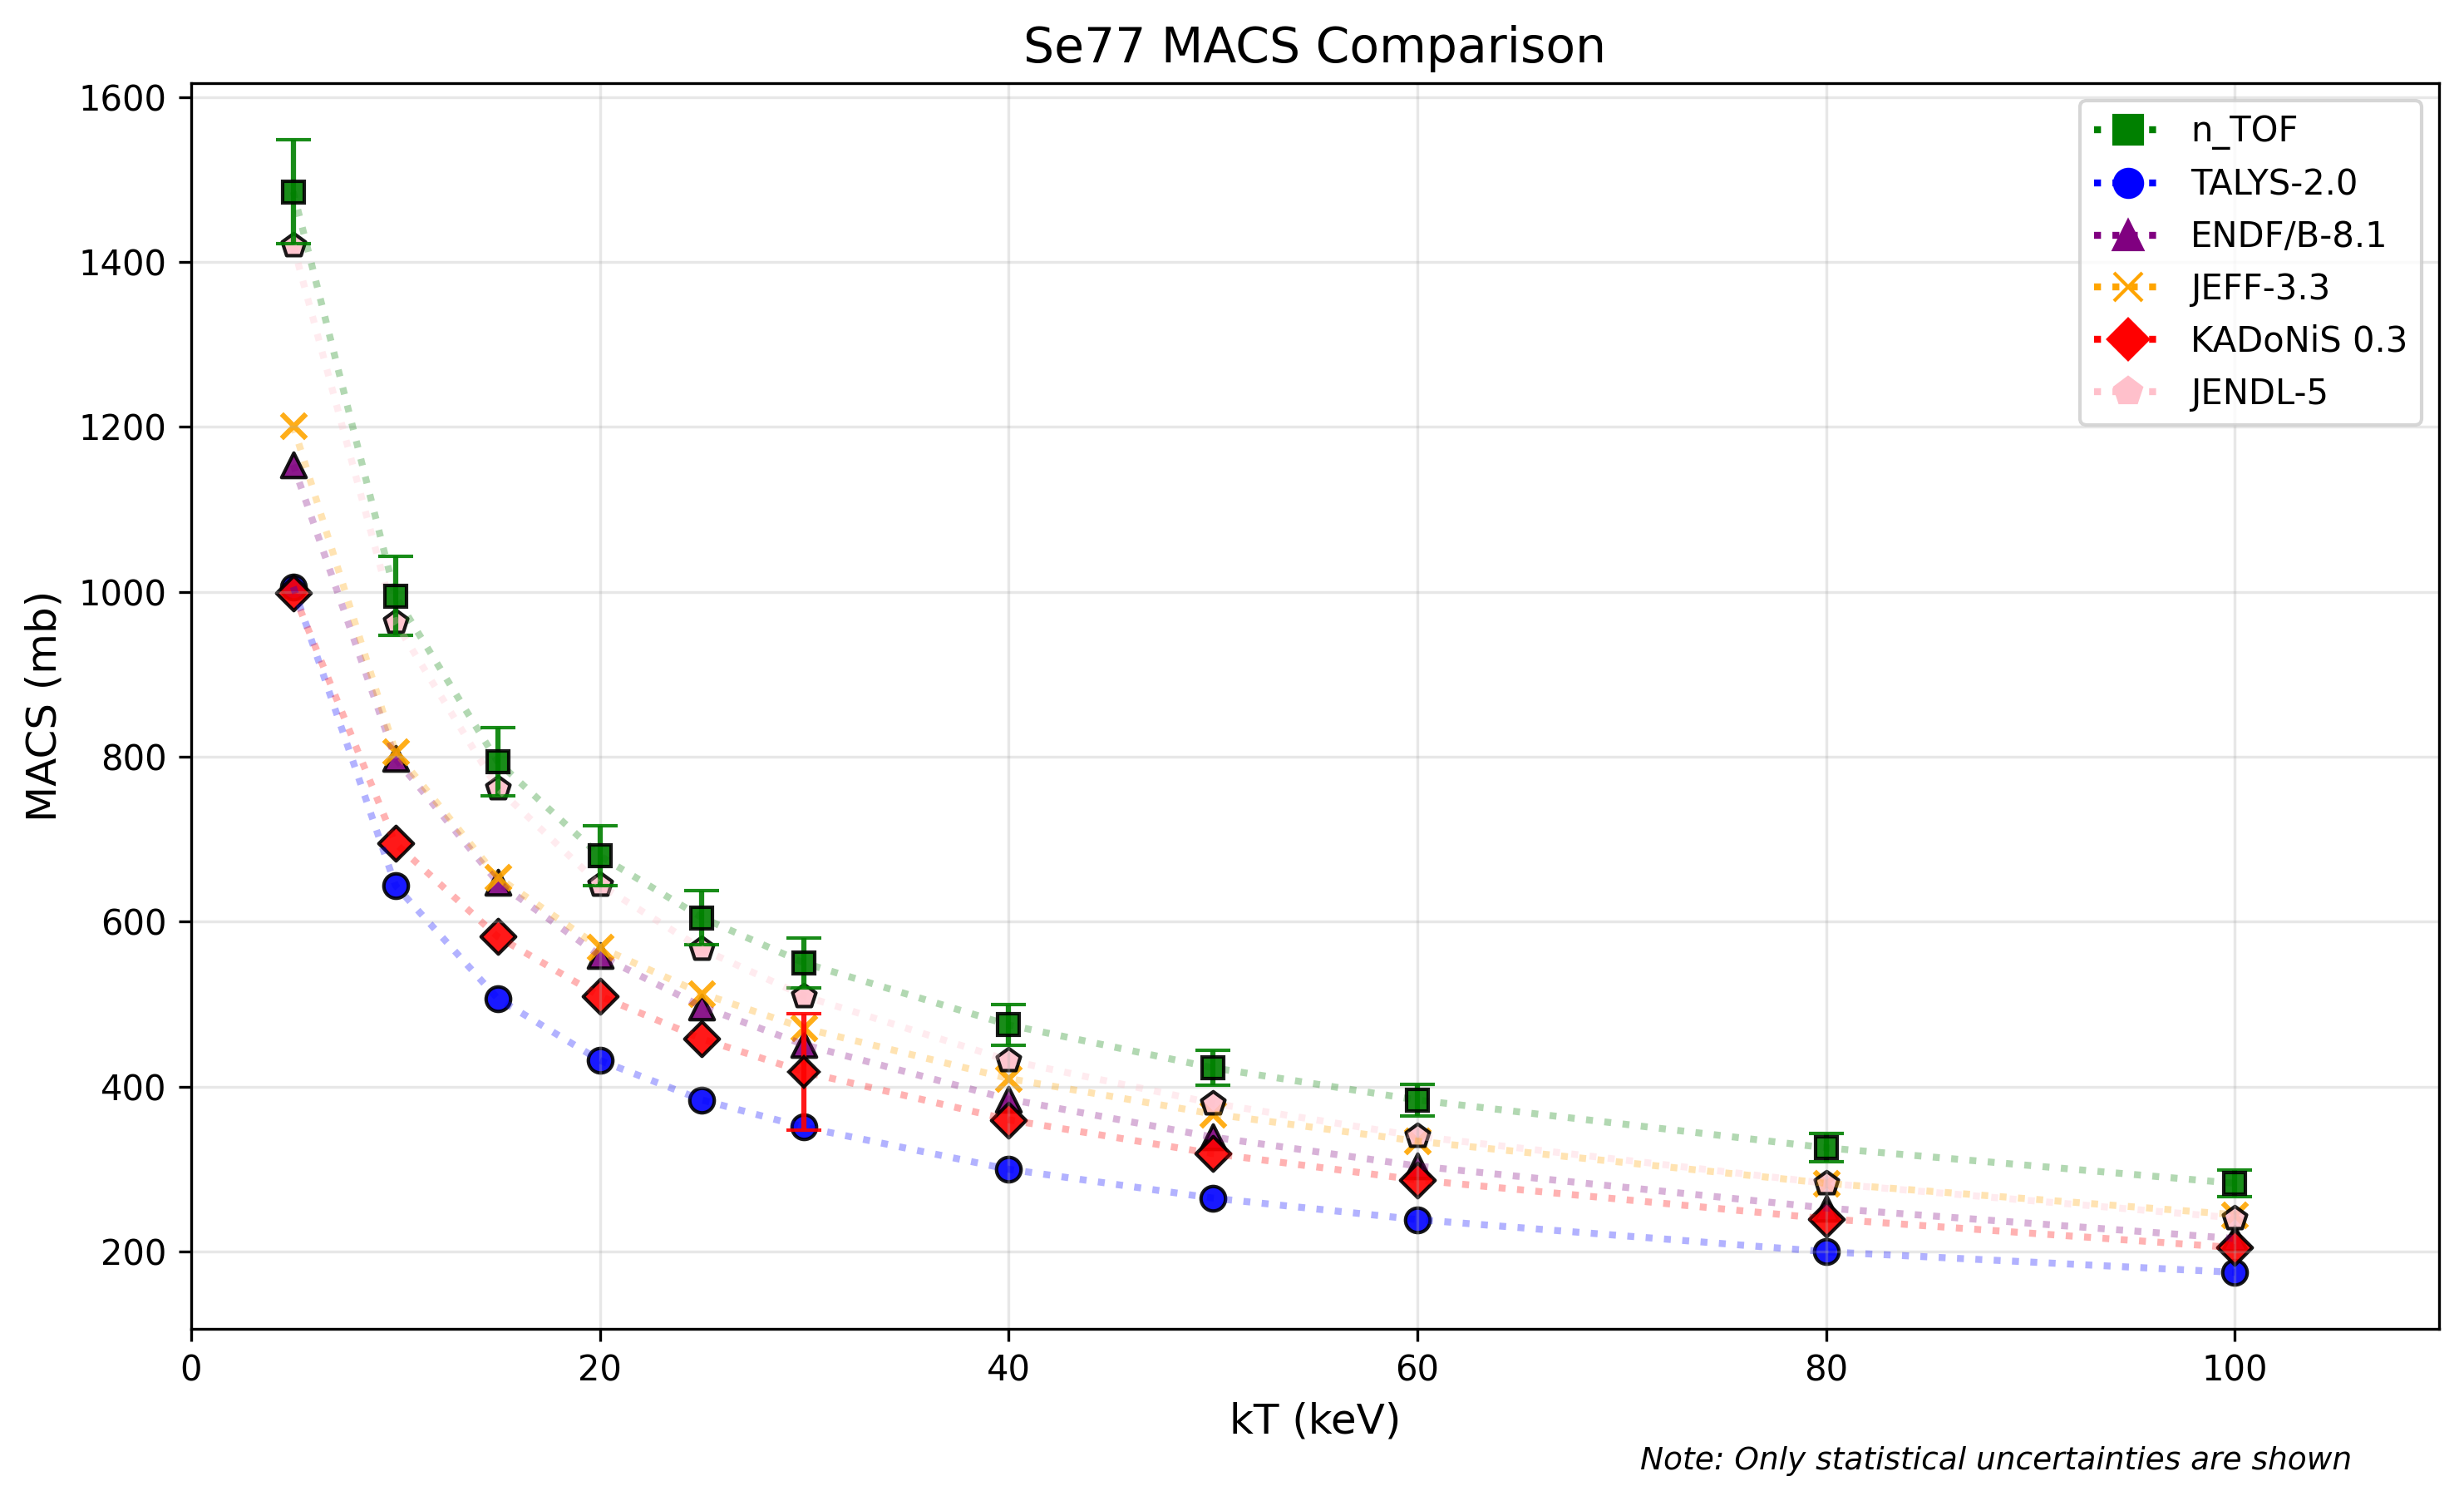 Se77 MACS Comparison
MACS (mb)
1600
1400
1200
1000
800
600
400
200
n_TOF
TALYS-2.0
ENDF/B-8.1
JEFF-3.3
KADoNiS 0.3
JENDL-5
0 20 40 60 80 100
kT (keV)
Note: Only statistical uncertainties are shown